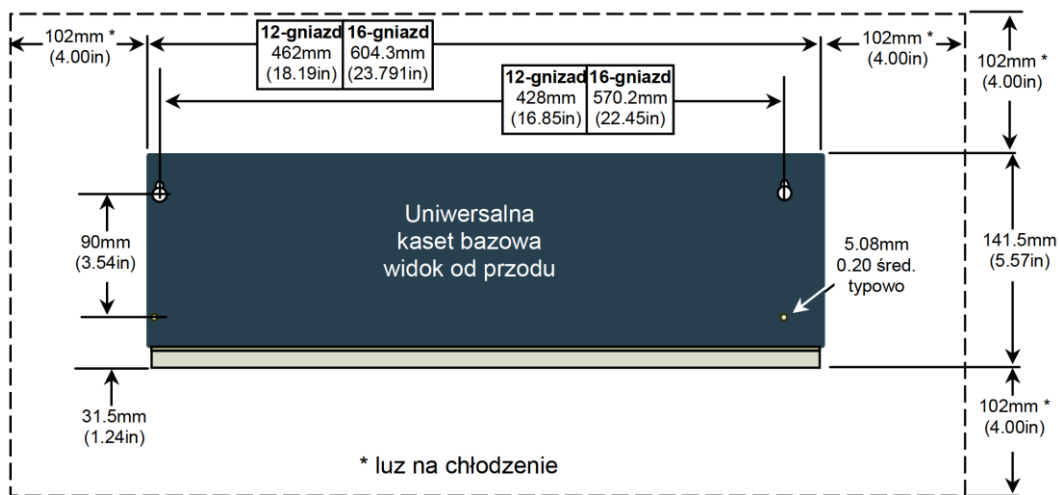 102mm *
(4.00in)
12-gniazd 16-gniazd
462mm 604.3mm
(18.19in) (23.791in)
102mm *
(4.00in)
102mm *
(4.00in)
12-gnizad 16-gniazd
428mm 570.2mm
(16.85in) (22.45in)
Uniwersalna
kaset bazowa
widok od przodu
90mm
(3.54in)
5.08mm
0.20 śred.
typowo
141.5mm
(5.57in)
31.5mm
(1.24in)
102mm *
(4.00in)
* luz na chłodzenie